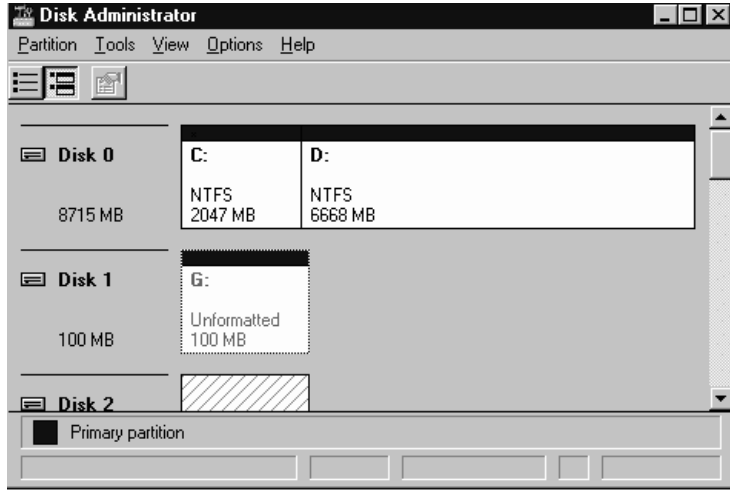 Disk Administrator
Partition Tools View Options Help
Disk 0
8715 MB
C:
NTFS
2047 MB
D:
NTFS
6668 MB
Disk 1
100 MB
G:
Unformatted
100 MB
Disk 2
Primary partition